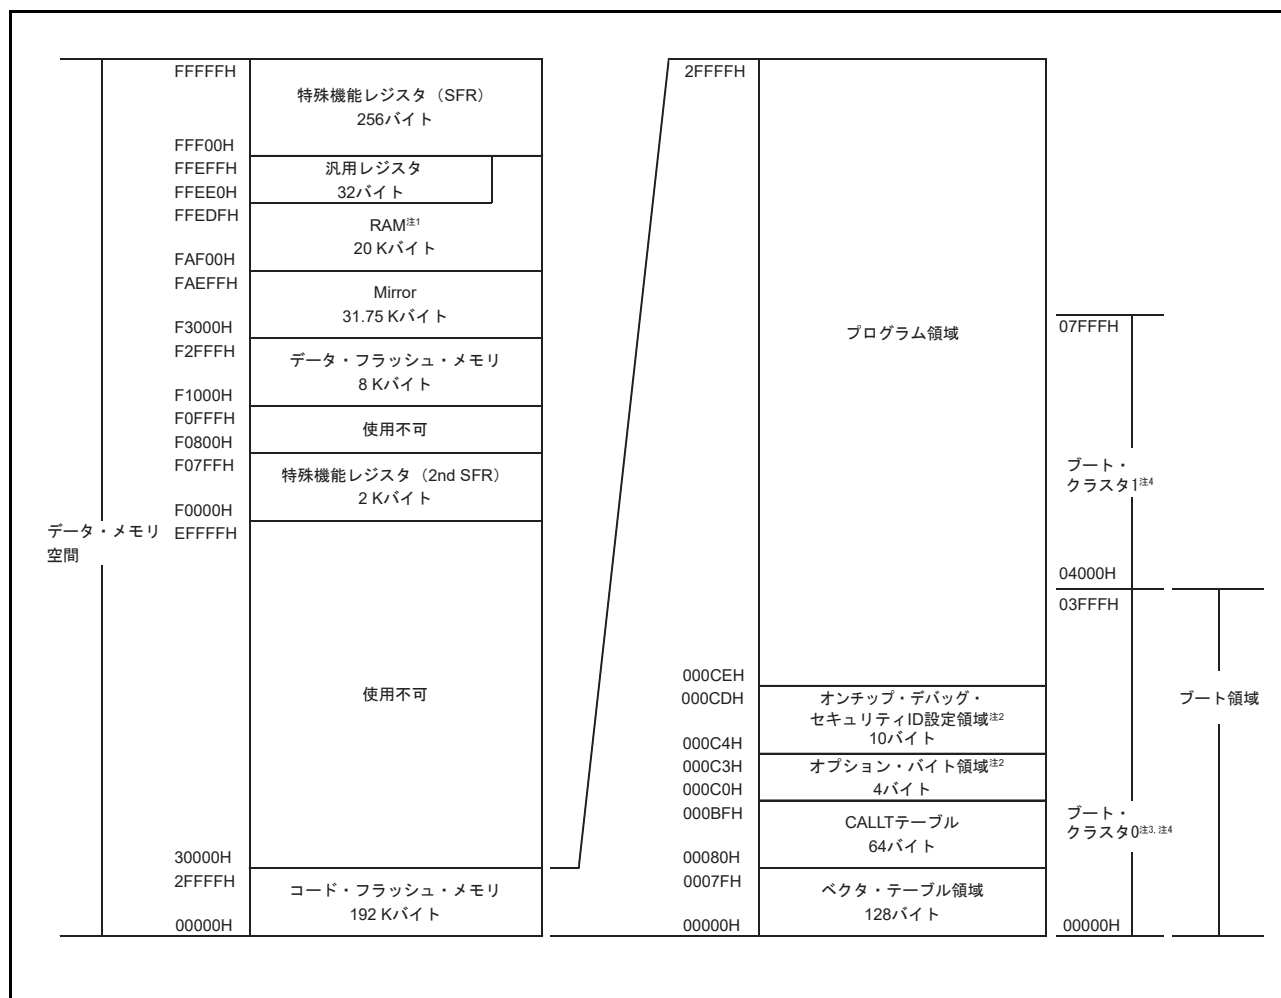 FFFFFH
特殊機能レジスタ（SFR）
256バイト
FFF00H
FFEFFH
汎用レジスタ
32バイト
FFEE0H
FFEDFH
RAM注1
20 Kバイト
FAF00H
FAEFFH
Mirror
31.75 Kバイト
F3000H
F2FFFH
データ・フラッシュ・メモリ
8 Kバイト
F1000H
F0FFFH
使用不可
F0800H
F07FFH
特殊機能レジスタ（2nd SFR）
2 Kバイト
F0000H
EFFFFH
データ・メモリ
空間
使用不可
30000H
2FFFFH
コード・フラッシュ・メモリ
192 Kバイト
00000H
2FFFFH
プログラム領域
000CEH
000CDH
オンチップ・デバッグ・
セキュリティID設定領域注2
10バイト
000C4H
000C3H
オプション・バイト領域注2
4バイト
000C0H
000BFH
CALLTテーブル
64バイト
00080H
0007FH
ベクタ・テーブル領域
128バイト
00000H
07FFFH
ブート・
クラスタ1注4
04000H
03FFFH
ブート・
クラスタ0注3, 注4
00000H
ブート領域